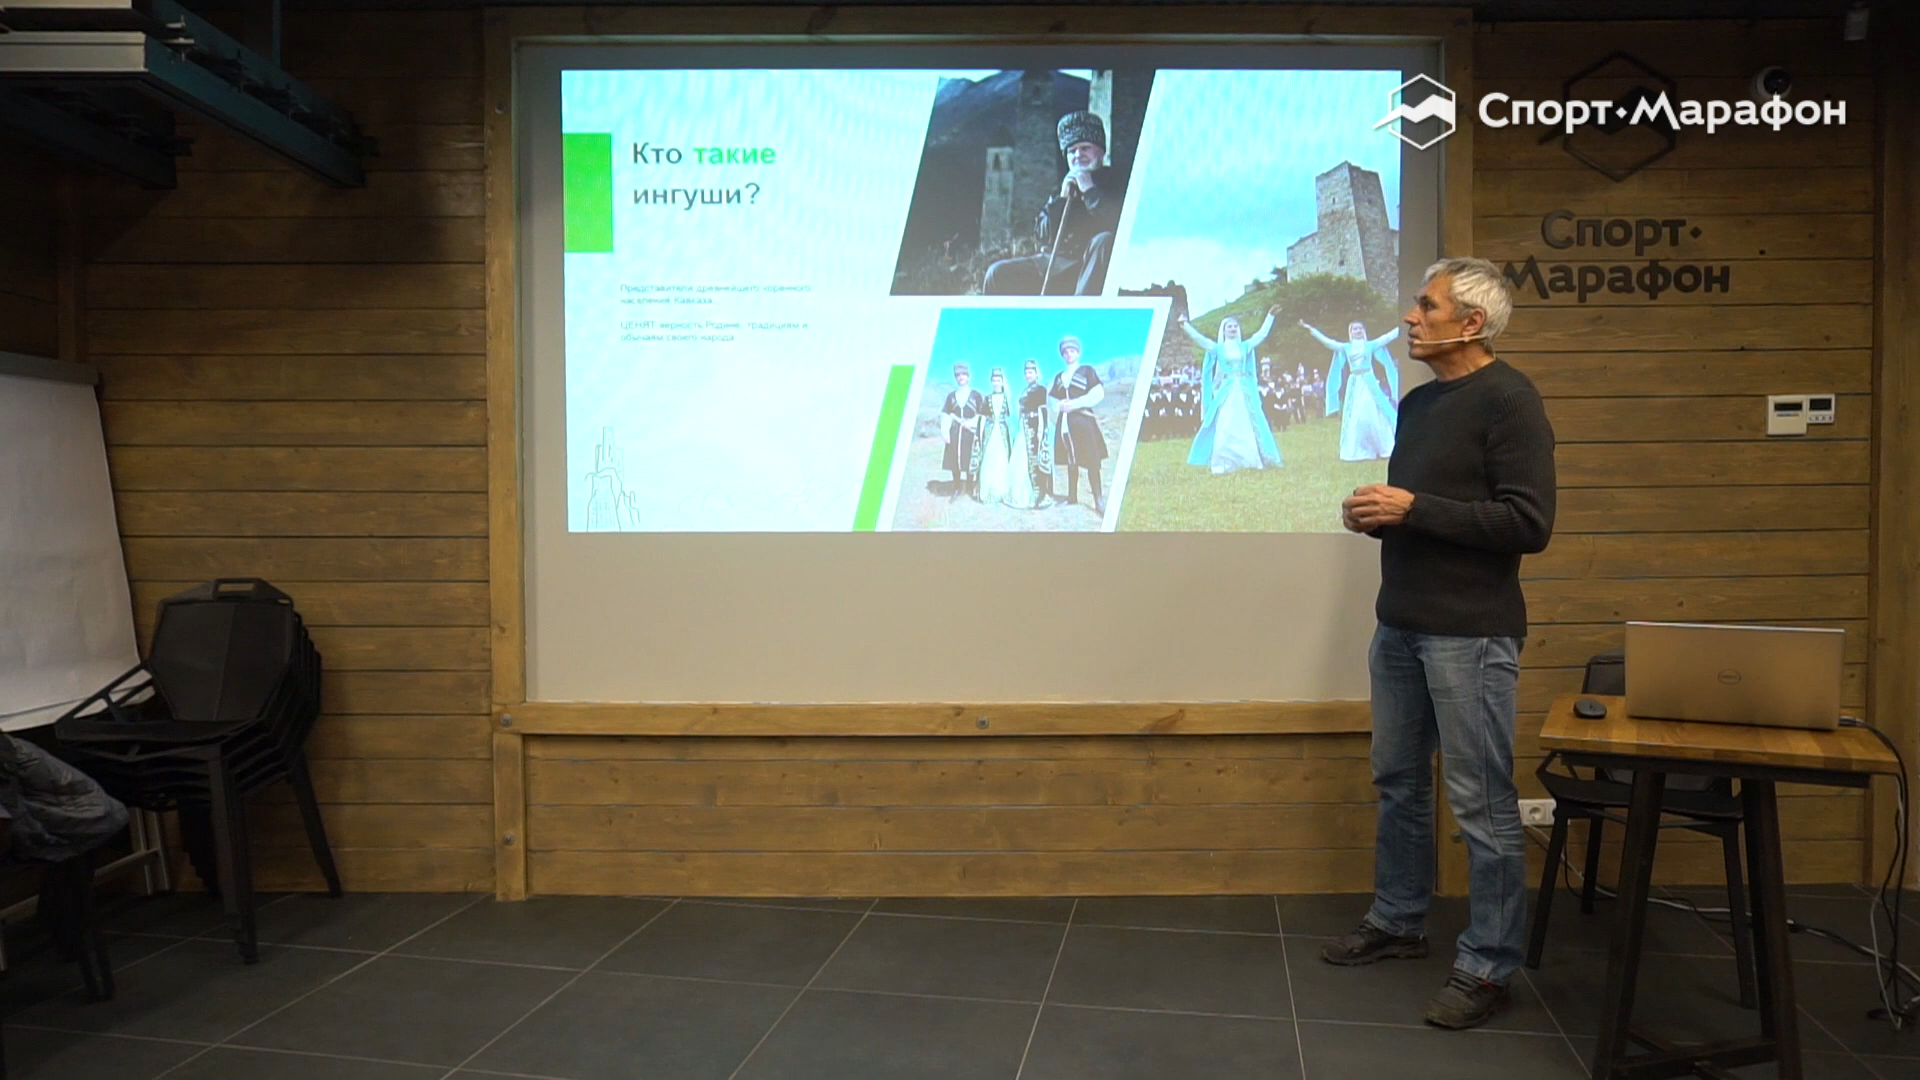 Кто такие
ингуши?
Представители древнейшего коренного
населения Кавказа.
ЦЕНЯТ верность Родине, традициям и
обычаям своего народа
Спорт·Марафон
Спорт·
Марафон
DELL